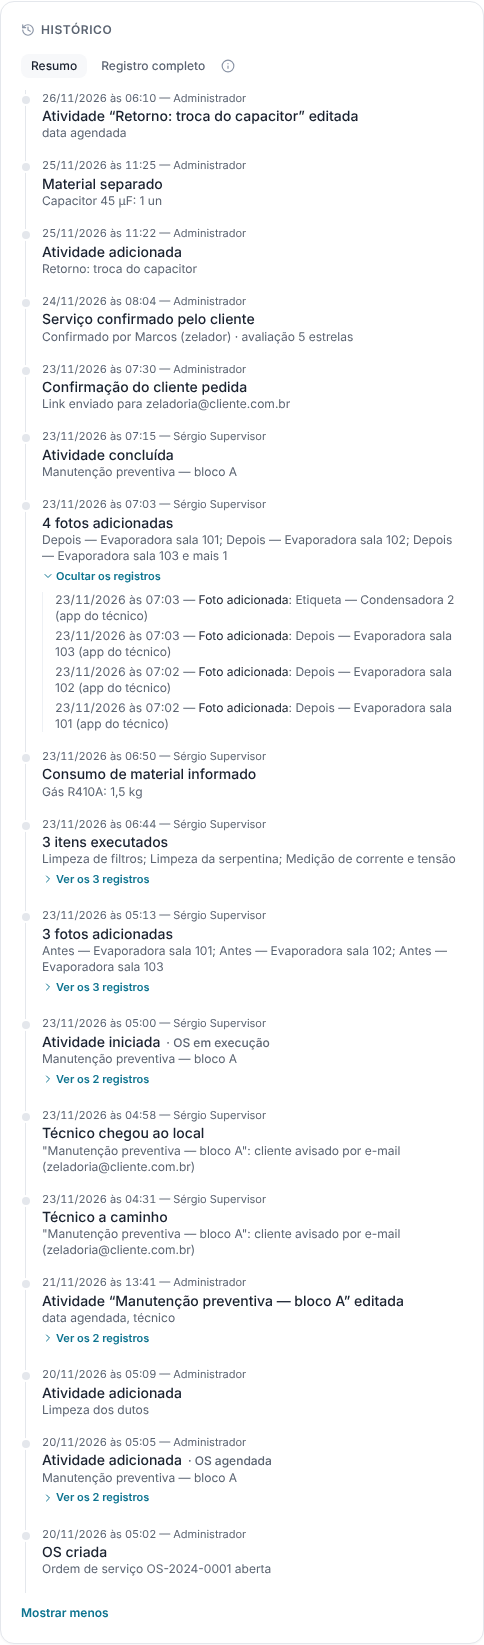 HISTÓRICO
Resumo
Registro completo
26/11/2026 às 06:10 — Administrador
Atividade “Retorno: troca do capacitor” editada
data agendada
25/11/2026 às 11:25 — Administrador
Material separado
Capacitor 45 µF: 1 un
25/11/2026 às 11:22 — Administrador
Atividade adicionada
Retorno: troca do capacitor
24/11/2026 às 08:04 — Administrador
Serviço confirmado pelo cliente
Confirmado por Marcos (zelador) · avaliação 5 estrelas
23/11/2026 às 07:30 — Administrador
Confirmação do cliente pedida
Link enviado para zeladoria@cliente.com.br
23/11/2026 às 07:15 — Sérgio Supervisor
Atividade concluída
Manutenção preventiva — bloco A
23/11/2026 às 07:03 — Sérgio Supervisor
4 fotos adicionadas
Depois — Evaporadora sala 101; Depois — Evaporadora sala 102; Depois
— Evaporadora sala 103 e mais 1
Ocultar os registros
23/11/2026 às 07:03 — Foto adicionada: Etiqueta — Condensadora 2
(app do técnico)
23/11/2026 às 07:03 — Foto adicionada: Depois — Evaporadora sala
103 (app do técnico)
23/11/2026 às 07:02 — Foto adicionada: Depois — Evaporadora sala
102 (app do técnico)
23/11/2026 às 07:02 — Foto adicionada: Depois — Evaporadora sala
101 (app do técnico)
23/11/2026 às 06:50 — Sérgio Supervisor
Consumo de material informado
Gás R410A: 1,5 kg
23/11/2026 às 06:44 — Sérgio Supervisor
3 itens executados
Limpeza de filtros; Limpeza da serpentina; Medição de corrente e tensão
Ver os 3 registros
23/11/2026 às 05:13 — Sérgio Supervisor
3 fotos adicionadas
Antes — Evaporadora sala 101; Antes — Evaporadora sala 102; Antes —
Evaporadora sala 103
Ver os 3 registros
23/11/2026 às 05:00 — Sérgio Supervisor
Atividade iniciada · OS em execução
Manutenção preventiva — bloco A
Ver os 2 registros
23/11/2026 às 04:58 — Sérgio Supervisor
Técnico chegou ao local
"Manutenção preventiva — bloco A": cliente avisado por e-mail
(zeladoria@cliente.com.br)
23/11/2026 às 04:31 — Sérgio Supervisor
Técnico a caminho
"Manutenção preventiva — bloco A": cliente avisado por e-mail
(zeladoria@cliente.com.br)
21/11/2026 às 13:41 — Administrador
Atividade “Manutenção preventiva — bloco A” editada
data agendada, técnico
Ver os 2 registros
20/11/2026 às 05:09 — Administrador
Atividade adicionada
Limpeza dos dutos
20/11/2026 às 05:05 — Administrador
Atividade adicionada · OS agendada
Manutenção preventiva — bloco A
Ver os 2 registros
20/11/2026 às 05:02 — Administrador
OS criada
Ordem de serviço OS-2024-0001 aberta
Mostrar menos